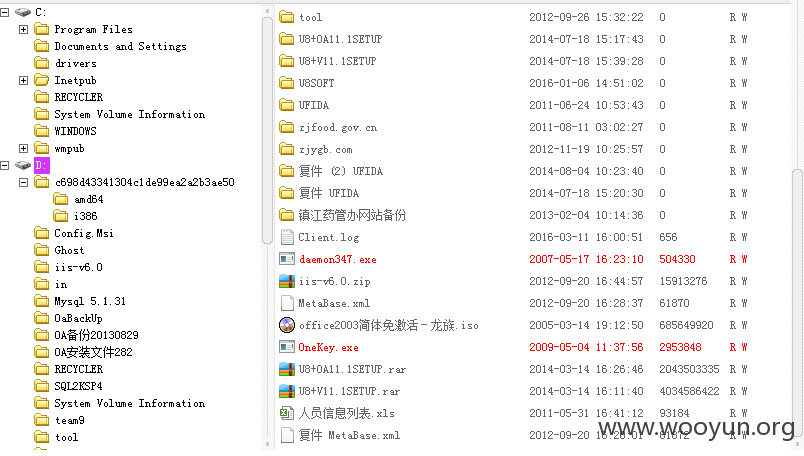 C:
Program Files
Documents and Settings
drivers
Inetpub
RECYCLER
System Volume Information
WINDOWS
wmpub
D:
c698d43341304c1de99ea2a2b3ae50
amd64
i386
Config.Msi
Ghost
iis-v6.0
in
Mysql 5.1.31
OaBackUp
OA备份20130829
OA安装文件282
RECYCLER
SQL2KSP4
System Volume Information
team9
tool
tool 2012-09-26 15:32:22 0 R W
U8+OA11.1SETUP 2014-07-18 15:17:43 0 R W
U8+V11.1SETUP 2014-07-18 15:39:28 0 R W
U8SOFT 2016-01-06 14:51:02 0 R W
UFIDA 2011-06-24 10:53:43 0 R W
zjfood.gov.cn 2011-08-11 03:02:27 0 R W
zjygb.com 2012-11-19 10:25:57 0 R W
复件 (2) UFIDA 2014-08-04 10:23:40 0 R W
复件 UFIDA 2014-07-18 15:20:30 0 R W
镇江药管办网站备份 2013-02-04 10:14:36 0 R W
Client.log 2016-03-11 16:00:51 656 R W
daemon347.exe 2007-05-17 16:23:10 504330 R W
iis-v6.0.zip 2012-09-20 16:44:57 15913276 R W
MetaBase.xml 2012-09-20 16:28:37 61870 R W
office2003简体免激活－龙族.iso 2005-03-14 19:12:50 685649920 R W
OneKey.exe 2009-05-04 11:37:56 2953848 R W
U8+OA11.1SETUP.rar 2014-03-14 16:26:46 2043503335 R W
U8+V11.1SETUP.rar 2014-03-14 16:11:40 4034586422 R W
人员信息列表.xls 2011-05-31 16:41:12 93184 R W
复件 MetaBase.xml 2012-09-20 16:28:01 61872 R W
www.wooyun.org